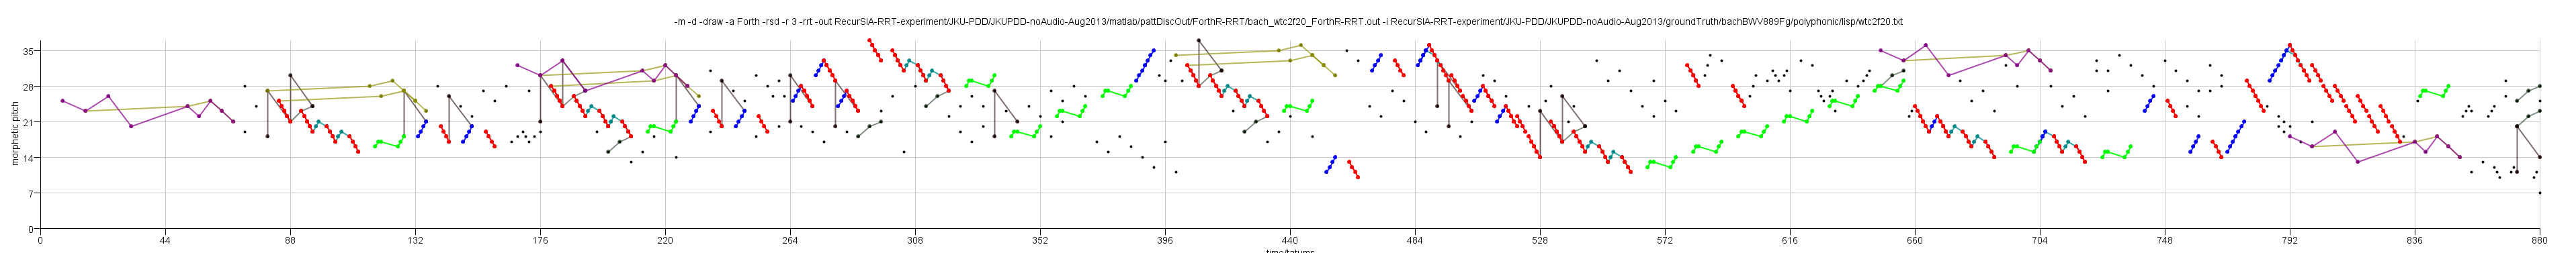 -m -d -draw -a Forth -rsd -r 3 -rrt -out RecurSIA-RRT-experiment/JKU-PDD/JKUPDD-noAudio-Aug2013/matlab/pattDiscOut/ForthR-RRT/bach_wtc2f20_ForthR-RRT.out -i RecurSIA-RRT-experiment/JKU-PDD/JKUPDD-noAudio-Aug2013/groundTruth/bachBWV889Fg/polyphonic/lisp/wtc2f20.txt
morphetic pitch
35
28
21
14
7
0
0 44 88 132 176 220 264 308 352 396 440 484 528 572 616 660 704 748 792 836 880
time/tatums